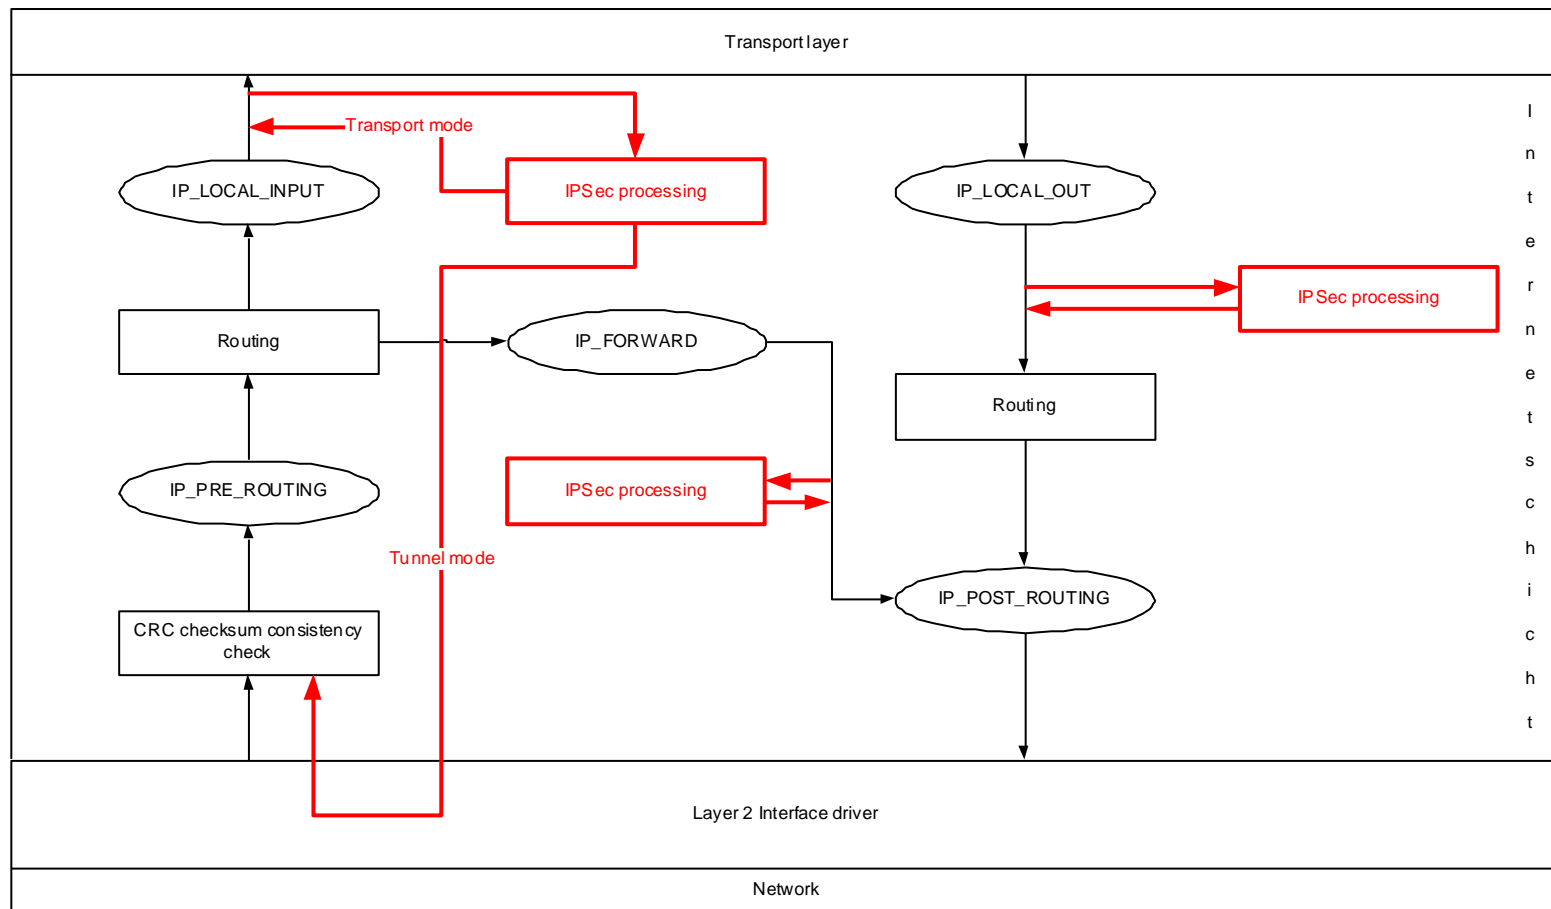 Transport layer
Transport mode
IP_LOCAL_INPUT
IPSec processing
IP_LOCAL_OUT
IPSec processing
Routing
IP_FORWARD
Routing
IP_PRE_ROUTING
IPSec processing
Tunnel mode
IP_POST_ROUTING
CRC checksum consistency
check
Layer 2 Interface driver
Network
I
n
t
e
r
n
e
t
s
c
h
i
c
h
t